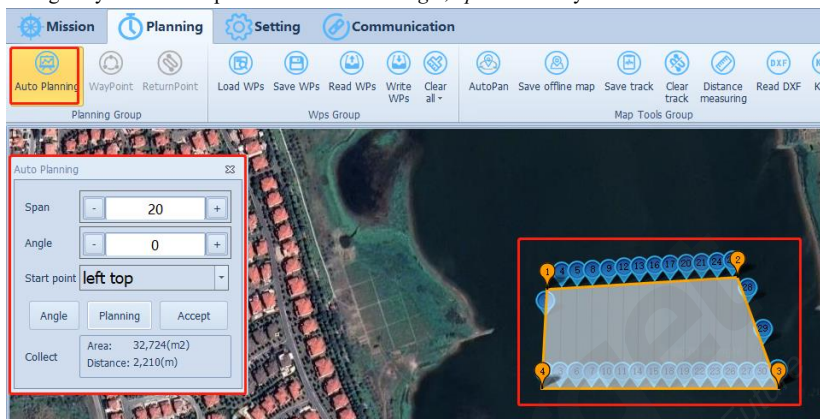 Mission Planning Setting Communication
Auto Planning WayPoint ReturnPoint Load WPs Save WPs Read WPs Write WPs Clear all AutoPan Save offline map Save track Clear track Distance measuring Read DXF K
DXF
Planning Group Wps Group Map Tools Group
Auto Planning
Span - 20 +
Angle - 0 +
Start point left top
Angle Planning Accept
Collect
Area: 32,724(m2)
Distance: 2,210(m)
1 4 5 8 9 12 13 16 17 20 21 24 2
28
29
4 3